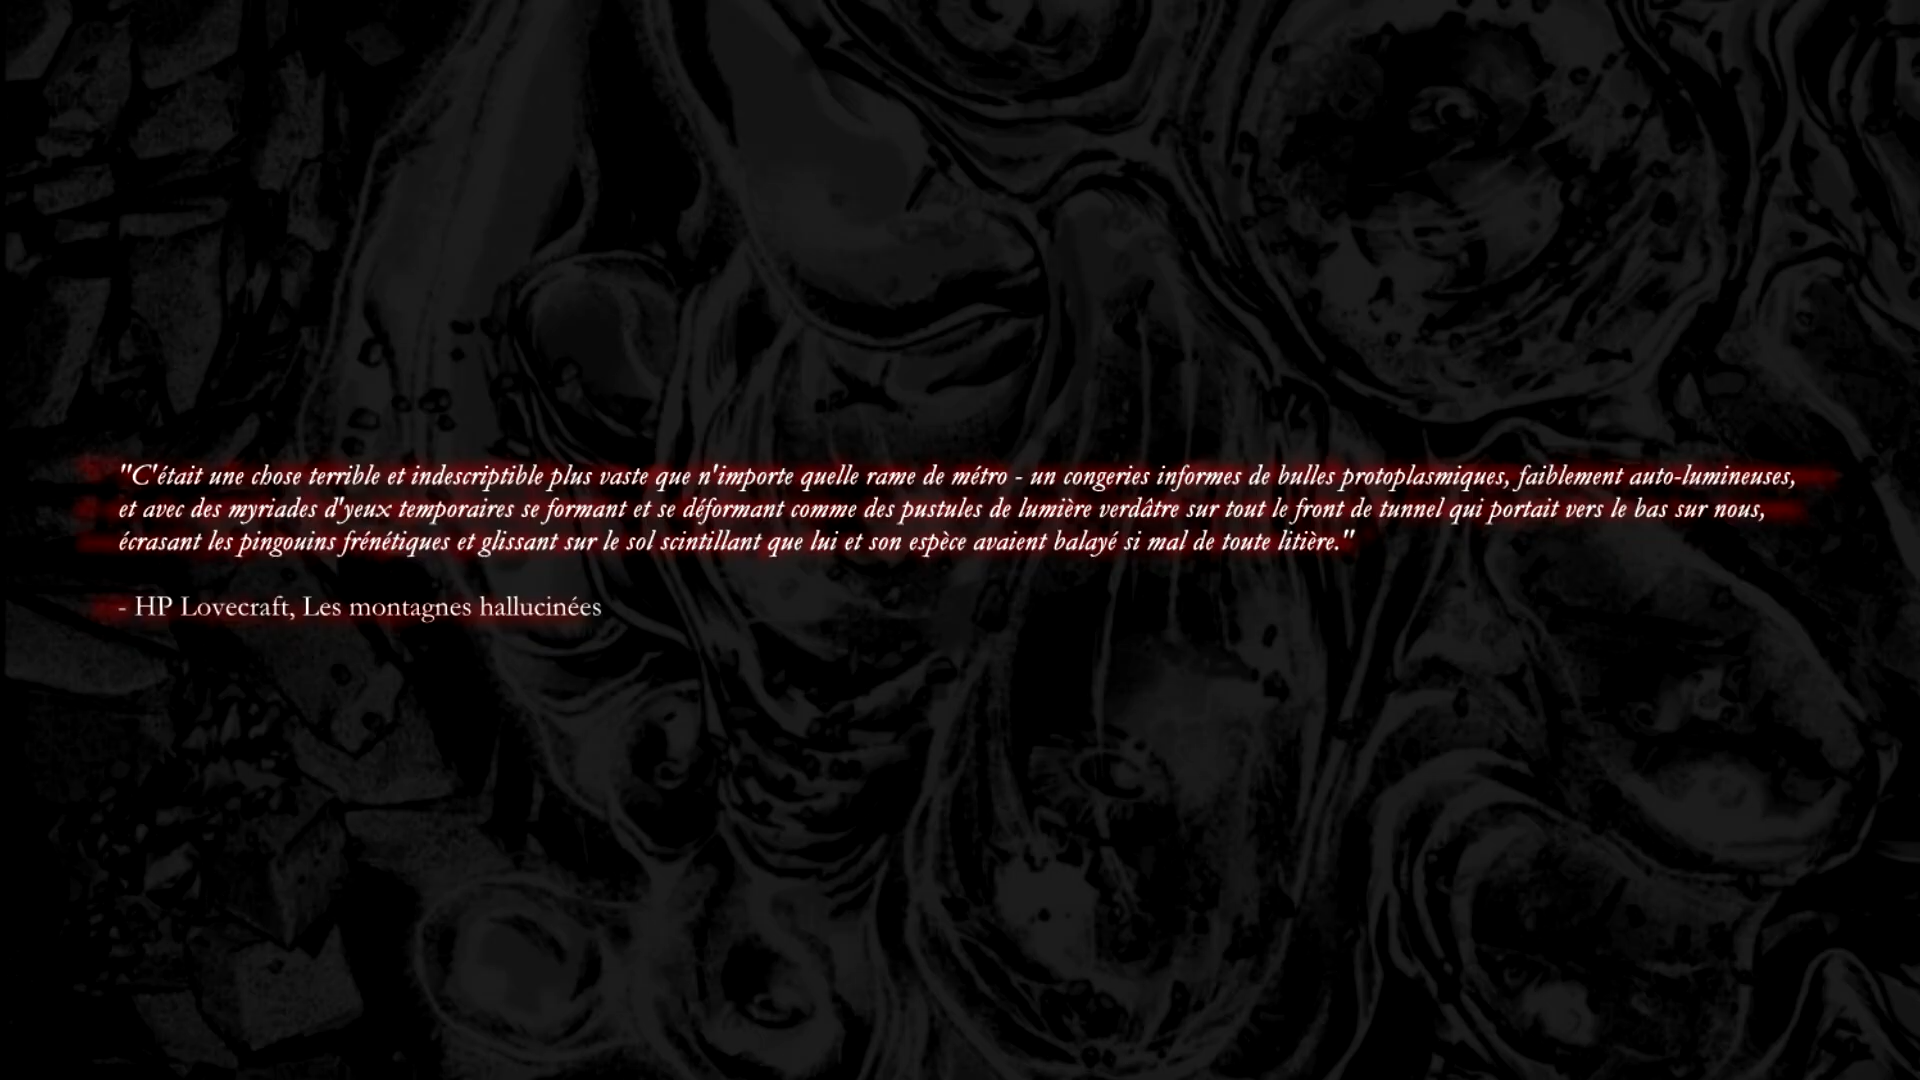 "C'était une chose terrible et indescriptible plus vaste que n'importe quelle rame de métro - un congeries informes de bulles protoplasmiques, faiblement auto-lumineuses,
et avec des myriades d'yeux temporaires se formant et se déformant comme des pustules de lumière verdâtre sur tout le front de tunnel qui portait vers le bas sur nous,
écrasant les pingouins frénétiques et glissant sur le sol scintillant que lui et son espèce avaient balayé si mal de toute litière."
- HP Lovecraft, Les montagnes hallucinées